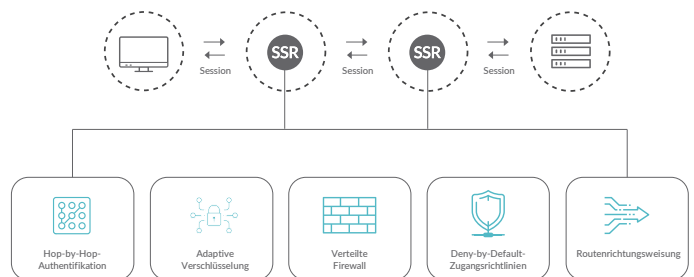 SSR
SSR
Session
Session
Session
Hop-by-Hop-
Authentifikation
Adaptive
Verschlüsselung
Verteilte
Firewall
Deny-by-Default-
Zugangsrichtlinien
Routenrichtungsweisung